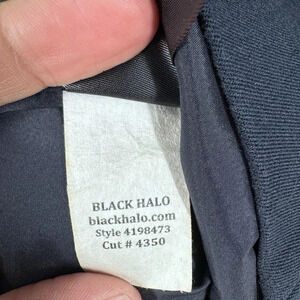 BLACK HALO
blackhalo.com
Style 4198473
Cut # 4350